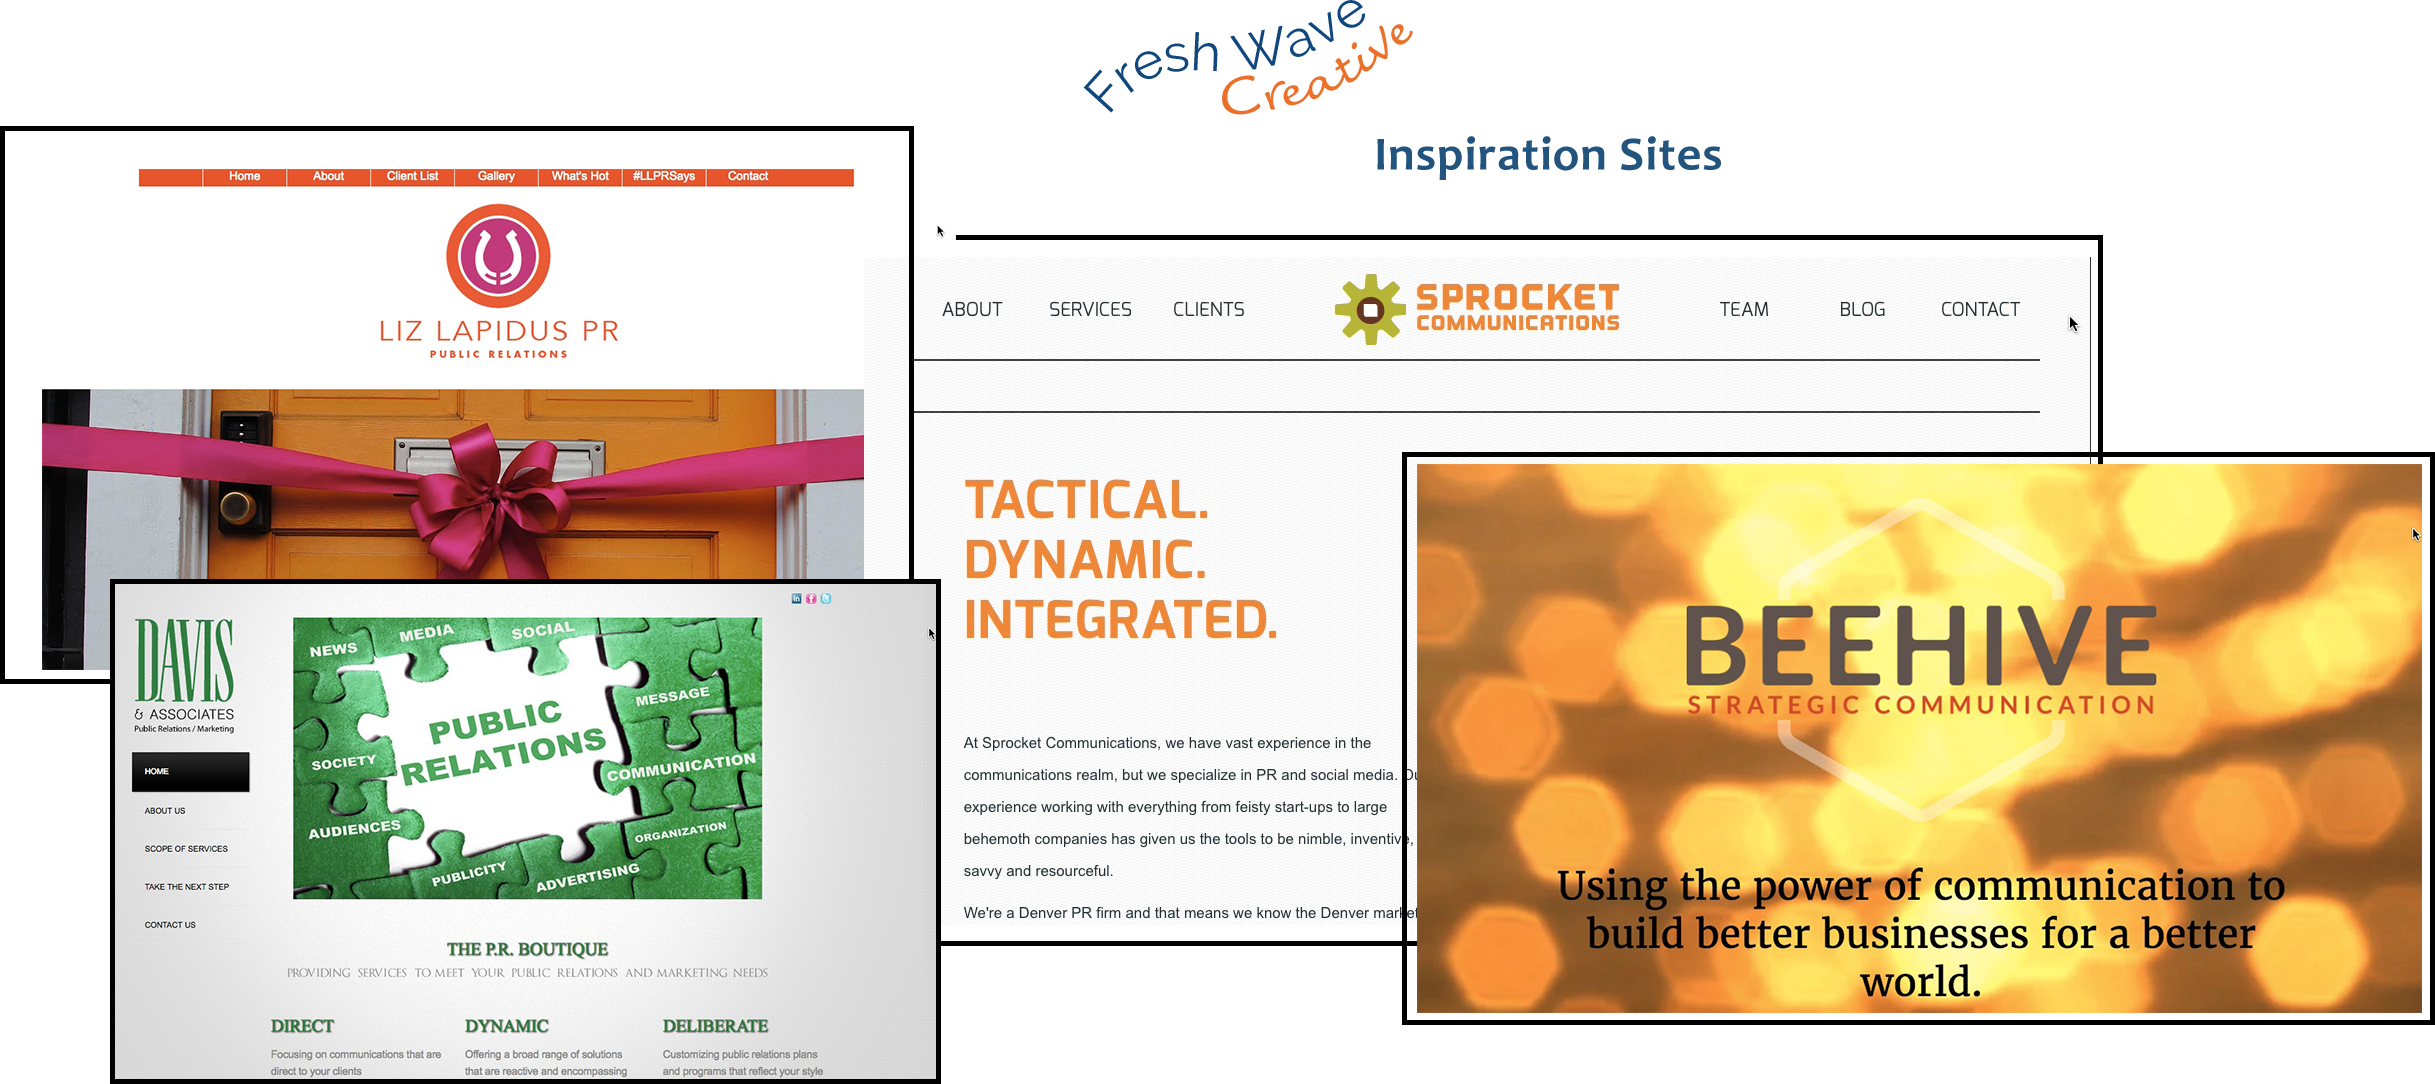 Fresh Wave
Creative
Inspiration Sites
Home About Client List Gallery What's Hot #LLPRSays Contact
LIZ LAPIDUS PR
PUBLIC RELATIONS
ABOUT SERVICES CLIENTS
SPROCKET
COMMUNICATIONS
TEAM BLOG CONTACT
TACTICAL.
DYNAMIC.
INTEGRATED.
At Sprocket Communications, we have vast experience in the
communications realm, but we specialize in PR and social media.
experience working with everything from feisty start-ups to large
behemoth companies has given us the tools to be nimble, inventive,
savvy and resourceful.
We're a Denver PR firm and that means we know the Denver market
BEEHIVE
STRATEGIC COMMUNICATION
Using the power of communication to
build better businesses for a better
world.
in f t
DAVIS
& ASSOCIATES
Public Relations / Marketing
HOME
ABOUT US
SCOPE OF SERVICES
TAKE THE NEXT STEP
CONTACT US
NEWS
MEDIA
SOCIAL
MESSAGE
PUBLIC
RELATIONS
SOCIETY
COMMUNICATION
AUDIENCES
ORGANIZATION
PUBLICITY
ADVERTISING
THE P.R. BOUTIQUE
PROVIDING SERVICES TO MEET YOUR PUBLIC RELATIONS AND MARKETING NEEDS
DIRECT
Focusing on communications that are
direct to your clients
DYNAMIC
Offering a broad range of solutions
that are reactive and encompassing
DELIBERATE
Customizing public relations plans
and programs that reflect your style